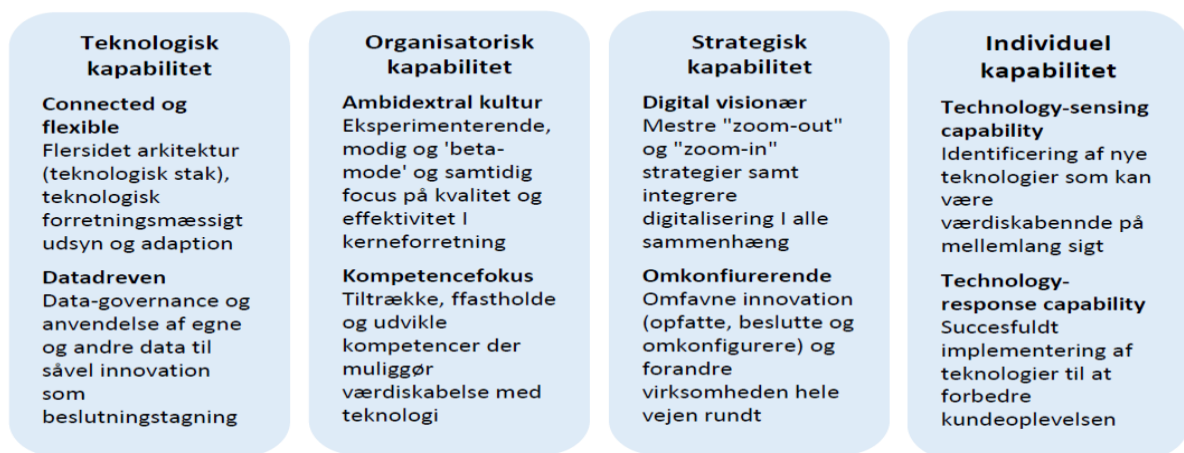 Teknologisk
kapabilitet
Connected og
flexible
Flersidet arkitektur
(teknologisk stak),
teknologisk
forretningsmæssigt
udsyn og adaption
Datadreven
Data-governance og
anvendelse af egne
og andre data til
såvel innovation
som
beslutningstagning
Organisatorisk
kapabilitet
Ambidextral kultur
Eksperimenterende,
modig og 'beta-
mode' og samtidig
focus på kvalitet og
effektivitet I
kerneforretning
Kompetencefokus
Tiltrække, ffastholde
og udvikle
kompetencer der
muliggør
værdiskabelse med
teknologi
Strategisk
kapabilitet
Digital visionær
Mestre "zoom-out"
og "zoom-in"
strategier samt
integrere
digitalisering I alle
sammenhæng
Omkonfiurerende
Omfavne innovation
(opfatte, beslutte og
omkonfigurere) og
forandre
virksomheden hele
vejen rundt
Individuel
kapabilitet
Technology-sensing
capability
Identificering af nye
teknologier som kan
være
værdiskabennde på
mellemlang sigt
Technology-
response capability
Succesfuldt
implementering af
teknologier til at
forbedre
kundeoplevelsen